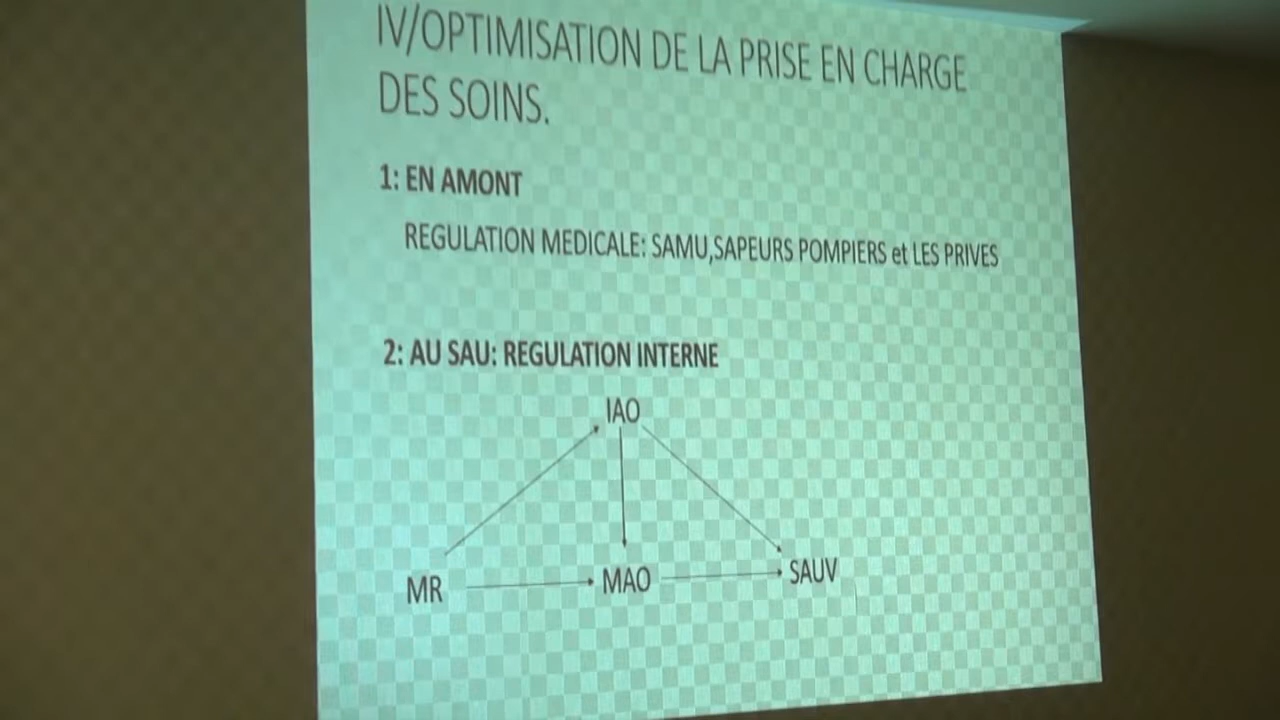 IV/OPTIMISATION DE LA PRISE EN CHARGE
DES SOINS.
1: EN AMONT
REGULATION MEDICALE: SAMU,SAPEURS POMPIERS et LES PRIVES
2: AU SAU: REGULATION INTERNE
IAO
MR
MAO
SAUV